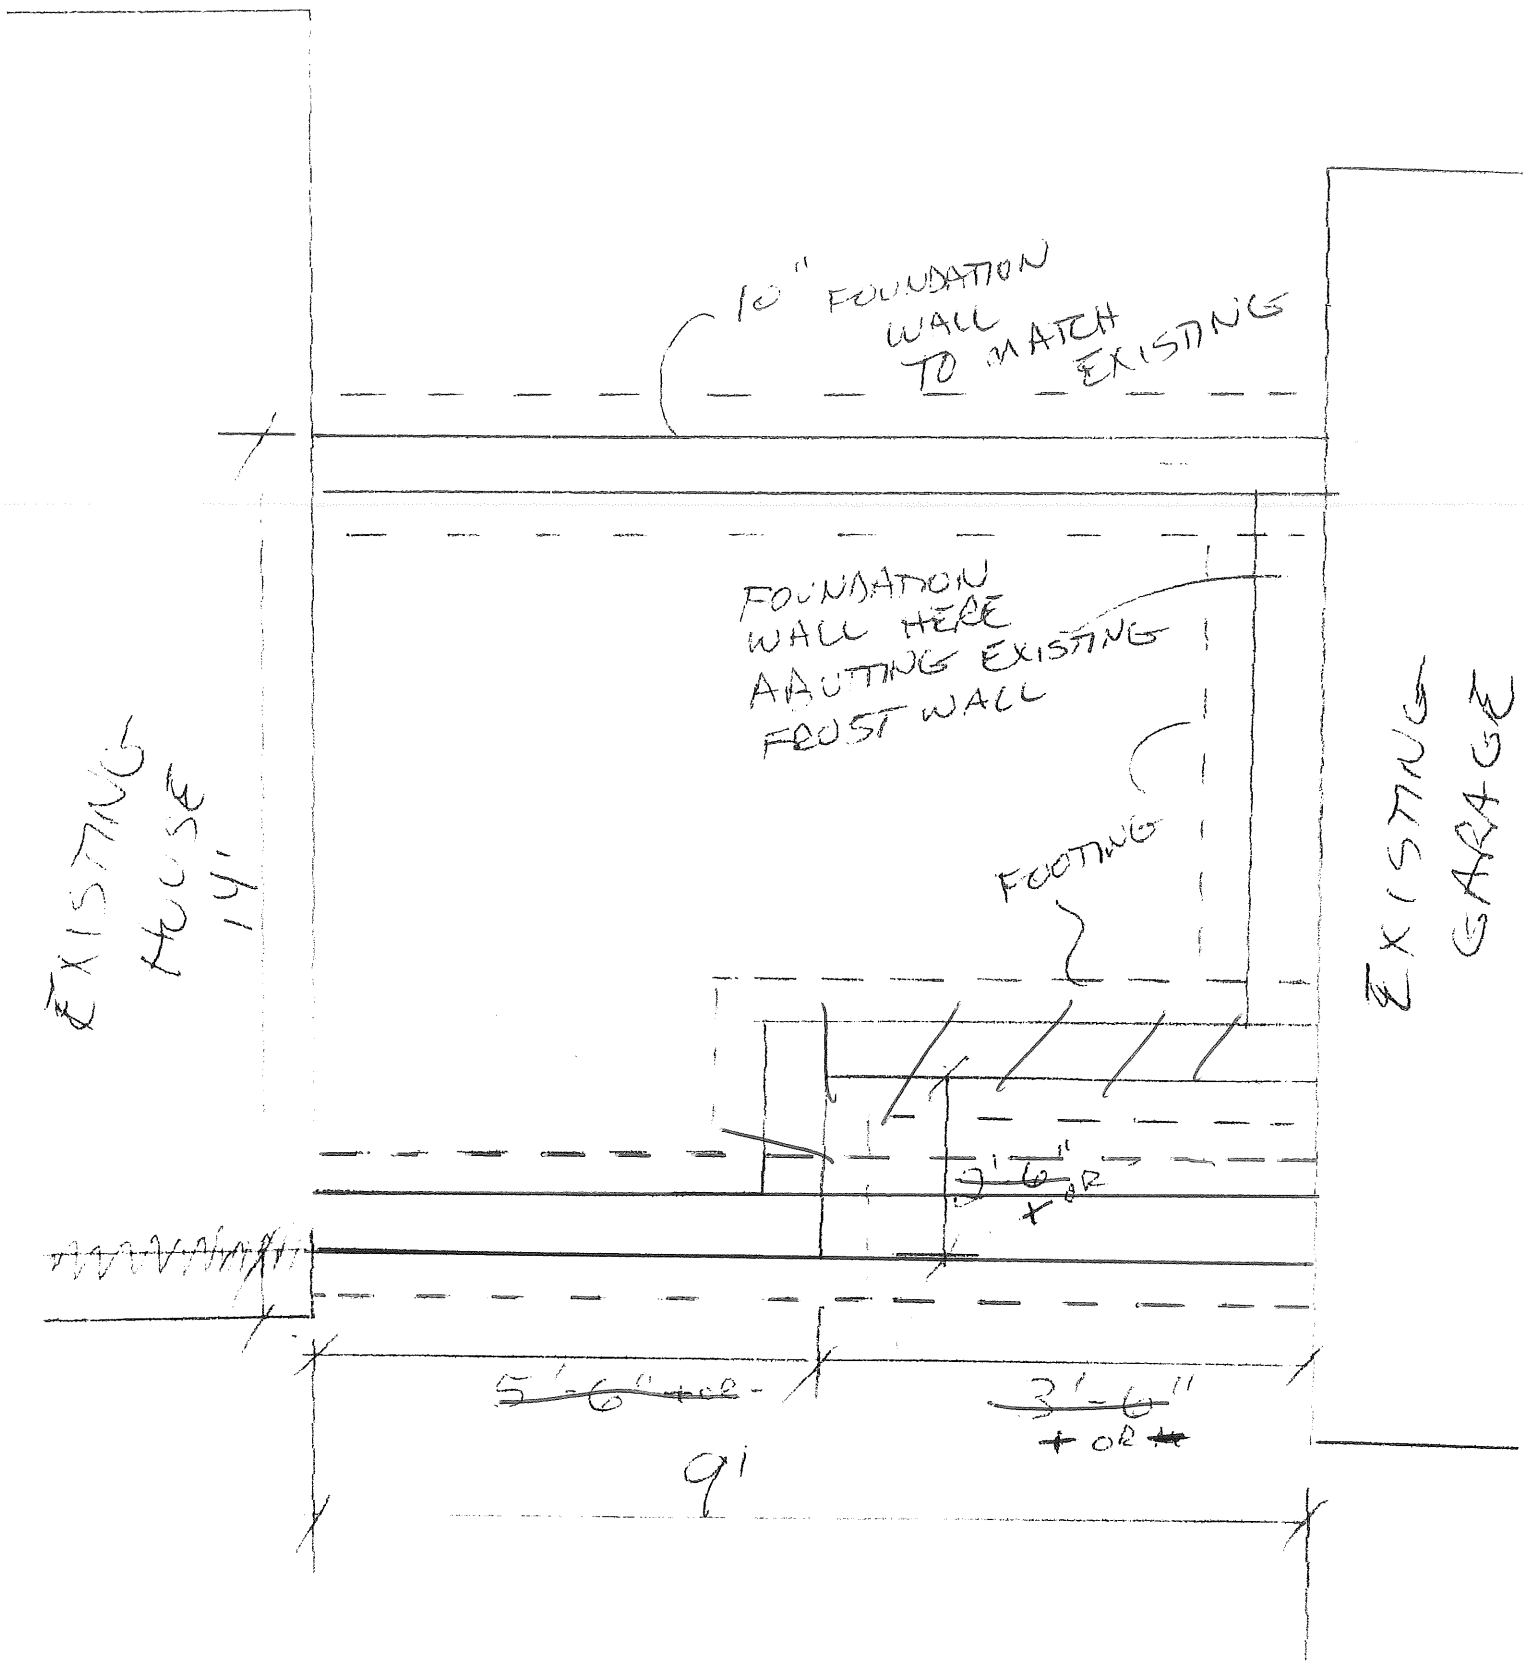 10" FOUNDATION
WALL
TO MATCH
EXISTING
FOUNDATION
WALL HERE
ABUTTING EXISTING
FROST WALL
EXISTING
HOUSE
14'
FOOTING
EXISTING
GARAGE
2'-6"
+ OR
5'-6" + OR -
3'-6"
+ OR
9'